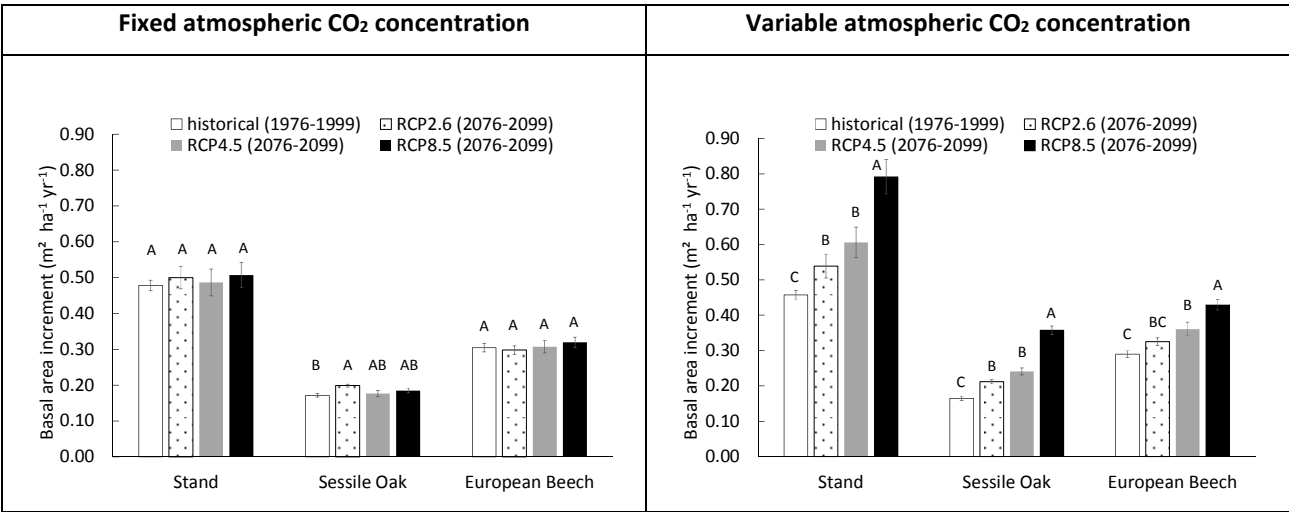 Fixed atmospheric CO₂ concentration
historical (1976-1999) RCP2.6 (2076-2099)
RCP4.5 (2076-2099) RCP8.5 (2076-2099)
Basal area increment (m² ha⁻¹ yr⁻¹)
0.90
0.80
0.70
0.60
0.50
0.40
0.30
0.20
0.10
0.00
A A A A
B A AB AB
A A A A
Stand Sessile Oak European Beech
Variable atmospheric CO₂ concentration
historical (1976-1999) RCP2.6 (2076-2099)
RCP4.5 (2076-2099) RCP8.5 (2076-2099)
Basal area increment (m² ha⁻¹ yr⁻¹)
0.90
0.80
0.70
0.60
0.50
0.40
0.30
0.20
0.10
0.00
C B B A
C B B A
C BC B A
Stand Sessile Oak European Beech